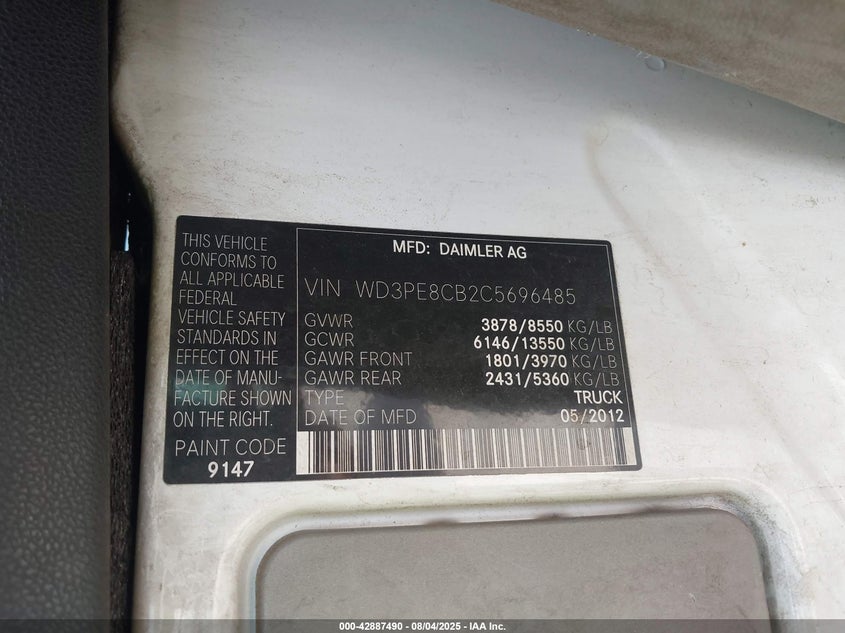 THIS VEHICLE
CONFORMS TO
ALL APPLICABLE
FEDERAL
VEHICLE SAFETY
STANDARDS IN
EFFECT ON THE
DATE OF MANU-
FACTURE SHOWN
ON THE RIGHT.
PAINT CODE
9147
MFD: DAIMLER AG
VIN WD3PE8CB2C5696485
GVWR 3878/8550 KG/LB
GCWR 6146/13550 KG/LB
GAWR FRONT 1801/3970 KG/LB
GAWR REAR 2431/5360 KG/LB
TYPE TRUCK
DATE OF MFD 05/2012
000-42887490 - 08/04/2025 - IAA Inc.